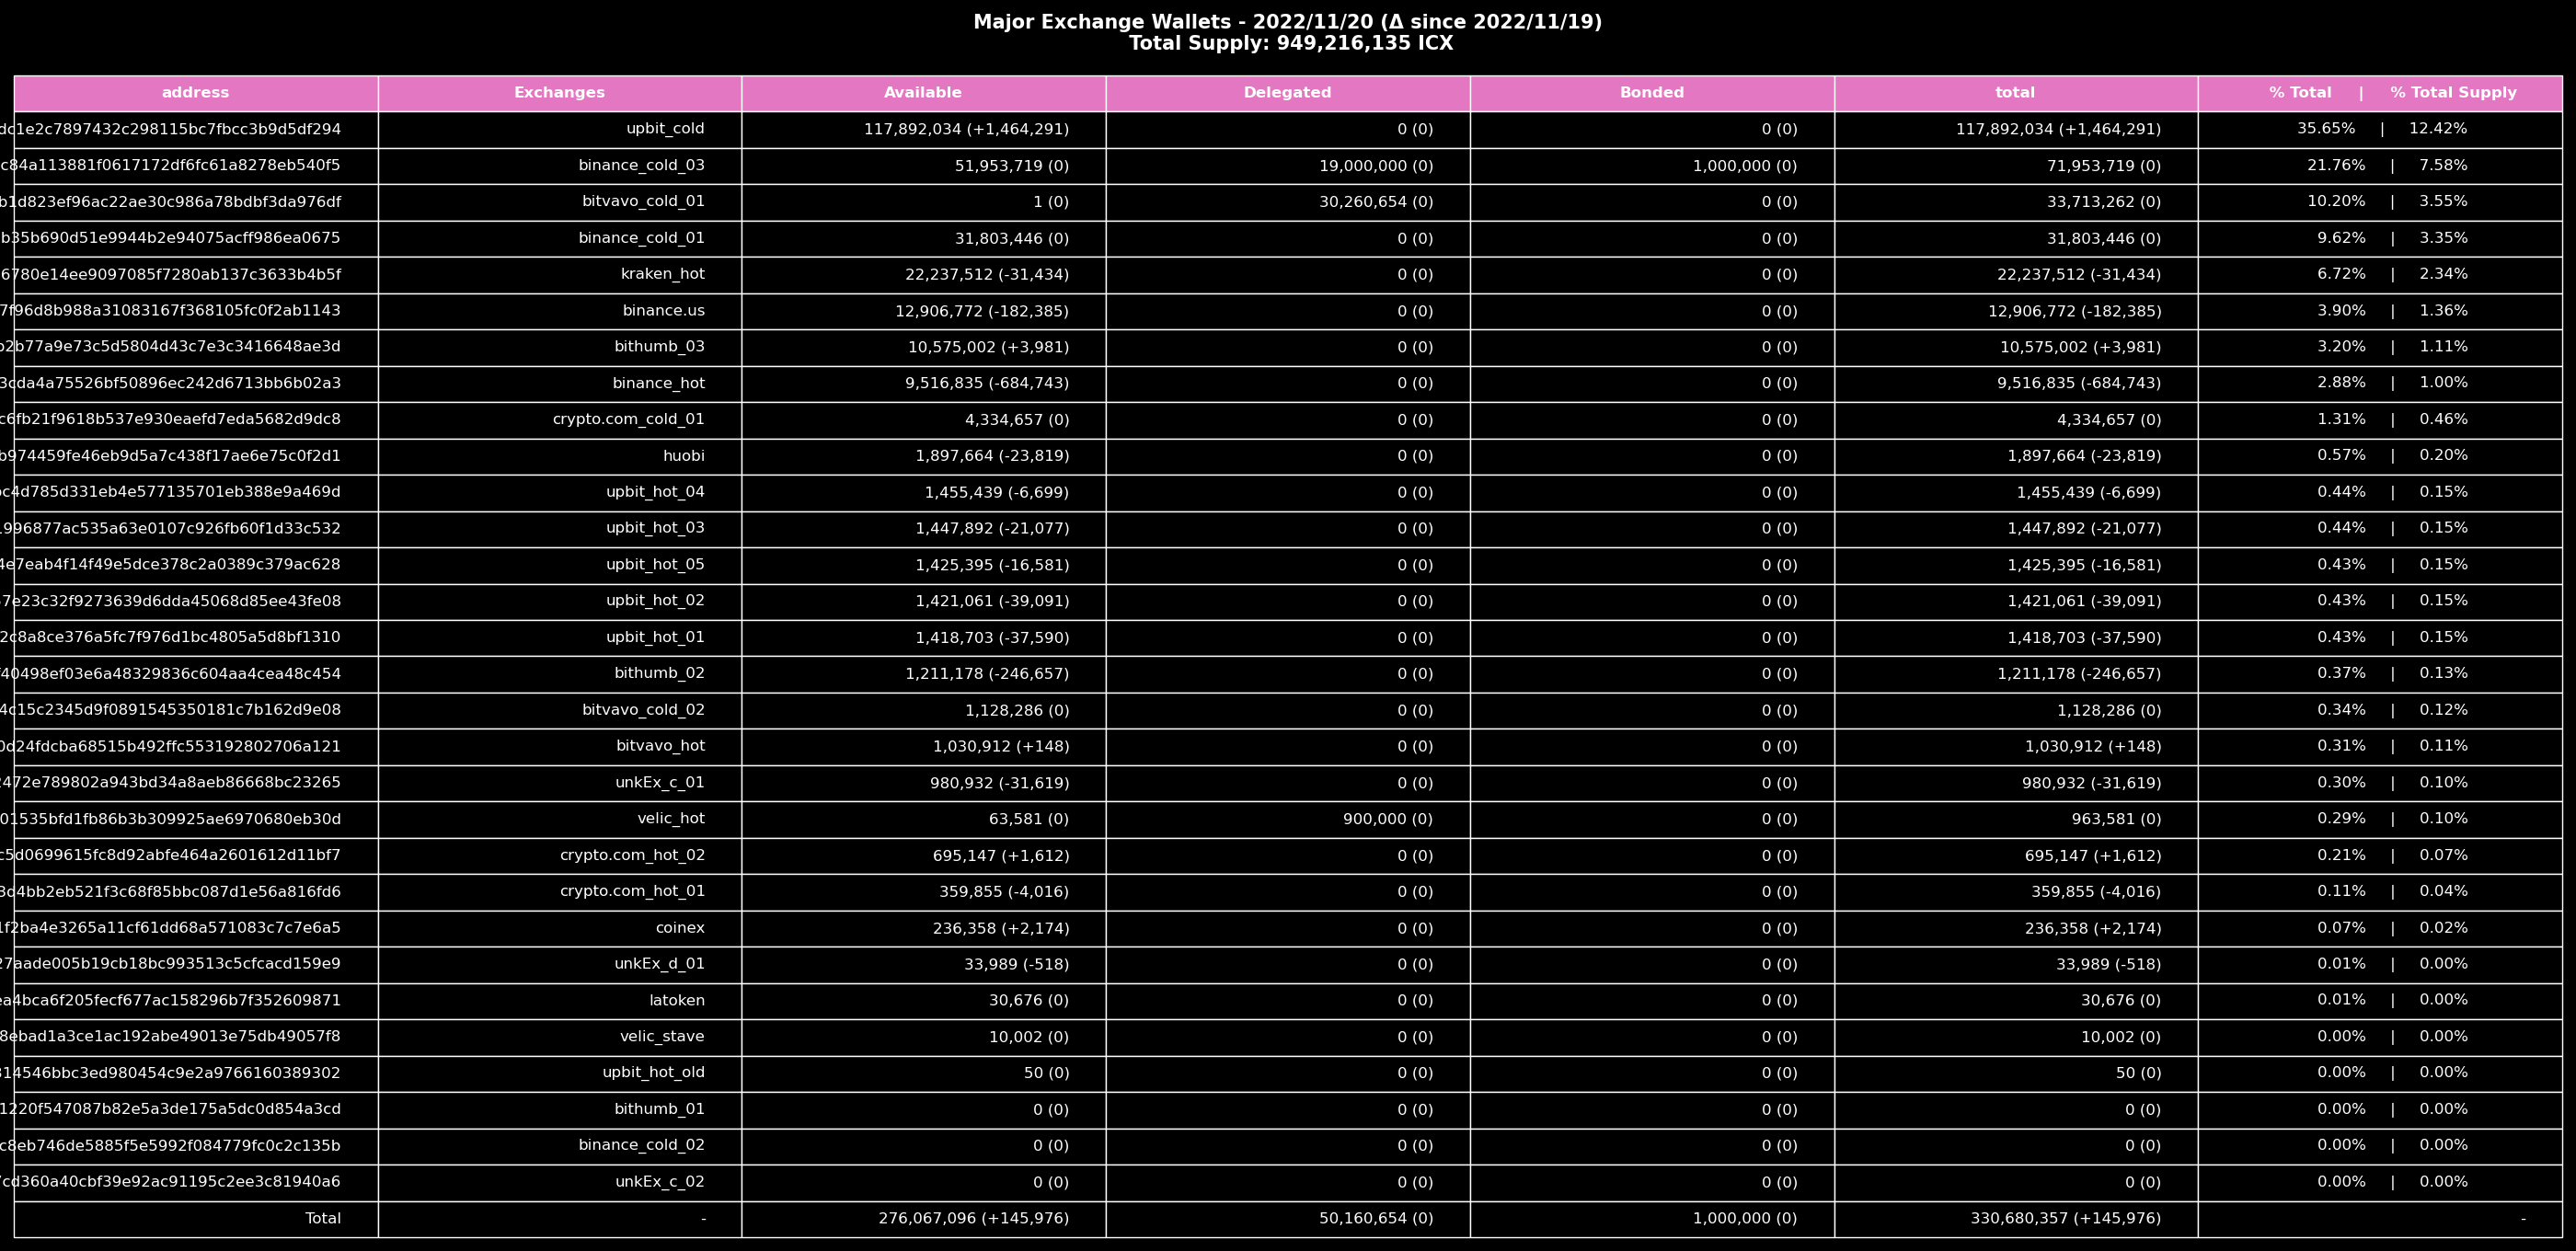 Major Exchange Wallets - 2022/11/20 (Δ since 2022/11/19)
Total Supply: 949,216,135 ICX
address Exchanges Available Delegated Bonded total % Total | % Total Supply
dc1e2c7897432c298115bc7fbcc3b9d5df294 upbit_cold 117,892,034 (+1,464,291) 0 (0) 0 (0) 117,892,034 (+1,464,291) 35.65% | 12.42%
c84a113881f0617172df6fc61a8278eb540f5 binance_cold_03 51,953,719 (0) 19,000,000 (0) 1,000,000 (0) 71,953,719 (0) 21.76% | 7.58%
b1d823ef96ac22ae30c986a78bdbf3da976df bitvavo_cold_01 1 (0) 30,260,654 (0) 0 (0) 33,713,262 (0) 10.20% | 3.55%
b35b690d51e9944b2e94075acff986ea0675 binance_cold_01 31,803,446 (0) 0 (0) 0 (0) 31,803,446 (0) 9.62% | 3.35%
6780e14ee9097085f7280ab137c3633b4b5f kraken_hot 22,237,512 (-31,434) 0 (0) 0 (0) 22,237,512 (-31,434) 6.72% | 2.34%
7f96d8b988a31083167f368105fc0f2ab1143 binance.us 12,906,772 (-182,385) 0 (0) 0 (0) 12,906,772 (-182,385) 3.90% | 1.36%
b2b77a9e73c5d5804d43c7e3c3416648ae3d bithumb_03 10,575,002 (+3,981) 0 (0) 0 (0) 10,575,002 (+3,981) 3.20% | 1.11%
3cda4a75526bf50896ec242d6713bb6b02a3 binance_hot 9,516,835 (-684,743) 0 (0) 0 (0) 9,516,835 (-684,743) 2.88% | 1.00%
c6fb21f9618b537e930eaefd7eda5682d9dc8 crypto.com_cold_01 4,334,657 (0) 0 (0) 0 (0) 4,334,657 (0) 1.31% | 0.46%
b974459fe46eb9d5a7c438f17ae6e75c0f2d1 huobi 1,897,664 (-23,819) 0 (0) 0 (0) 1,897,664 (-23,819) 0.57% | 0.20%
c4d785d331eb4e577135701eb388e9a469d upbit_hot_04 1,455,439 (-6,699) 0 (0) 0 (0) 1,455,439 (-6,699) 0.44% | 0.15%
996877ac535a63e0107c926fb60f1d33c532 upbit_hot_03 1,447,892 (-21,077) 0 (0) 0 (0) 1,447,892 (-21,077) 0.44% | 0.15%
4e7eab4f14f49e5dce378c2a0389c379ac628 upbit_hot_05 1,425,395 (-16,581) 0 (0) 0 (0) 1,425,395 (-16,581) 0.43% | 0.15%
7e23c32f9273639d6dda45068d85ee43fe08 upbit_hot_02 1,421,061 (-39,091) 0 (0) 0 (0) 1,421,061 (-39,091) 0.43% | 0.15%
2c8a8ce376a5fc7f976d1bc4805a5d8bf1310 upbit_hot_01 1,418,703 (-37,590) 0 (0) 0 (0) 1,418,703 (-37,590) 0.43% | 0.15%
f40498ef03e6a48329836c604aa4cea48c454 bithumb_02 1,211,178 (-246,657) 0 (0) 0 (0) 1,211,178 (-246,657) 0.37% | 0.13%
4c15c2345d9f0891545350181c7b162d9e08 bitvavo_cold_02 1,128,286 (0) 0 (0) 0 (0) 1,128,286 (0) 0.34% | 0.12%
0d24fdcba68515b492ffc553192802706a121 bitvavo_hot 1,030,912 (+148) 0 (0) 0 (0) 1,030,912 (+148) 0.31% | 0.11%
2472e789802a943bd34a8aeb86668bc23265 unkEx_c_01 980,932 (-31,619) 0 (0) 0 (0) 980,932 (-31,619) 0.30% | 0.10%
01535bfd1fb86b3b309925ae6970680eb30d velic_hot 63,581 (0) 900,000 (0) 0 (0) 963,581 (0) 0.29% | 0.10%
c5d0699615fc8d92abfe464a2601612d11bf7 crypto.com_hot_02 695,147 (+1,612) 0 (0) 0 (0) 695,147 (+1,612) 0.21% | 0.07%
3d4bb2eb521f3c68f85bbc087d1e56a816fd6 crypto.com_hot_01 359,855 (-4,016) 0 (0) 0 (0) 359,855 (-4,016) 0.11% | 0.04%
1f2ba4e3265a11cf61dd68a571083c7c7e6a5 coinex 236,358 (+2,174) 0 (0) 0 (0) 236,358 (+2,174) 0.07% | 0.02%
27aade005b19cb18bc993513c5cfcacd159e9 unkEx_d_01 33,989 (-518) 0 (0) 0 (0) 33,989 (-518) 0.01% | 0.00%
ea4bca6f205fecf677ac158296b7f352609871 latoken 30,676 (0) 0 (0) 0 (0) 30,676 (0) 0.01% | 0.00%
8ebad1a3ce1ac192abe49013e75db49057f8 velic_stave 10,002 (0) 0 (0) 0 (0) 10,002 (0) 0.00% | 0.00%
314546bbc3ed980454c9e2a9766160389302 upbit_hot_old 50 (0) 0 (0) 0 (0) 50 (0) 0.00% | 0.00%
1220f547087b82e5a3de175a5dc0d854a3cd bithumb_01 0 (0) 0 (0) 0 (0) 0 (0) 0.00% | 0.00%
c8eb746de5885f5e5992f084779fc0c2c135b binance_cold_02 0 (0) 0 (0) 0 (0) 0 (0) 0.00% | 0.00%
cd360a40cbf39e92ac91195c2ee3c81940a6 unkEx_c_02 0 (0) 0 (0) 0 (0) 0 (0) 0.00% | 0.00%
Total - 276,067,096 (+145,976) 50,160,654 (0) 1,000,000 (0) 330,680,357 (+145,976) -